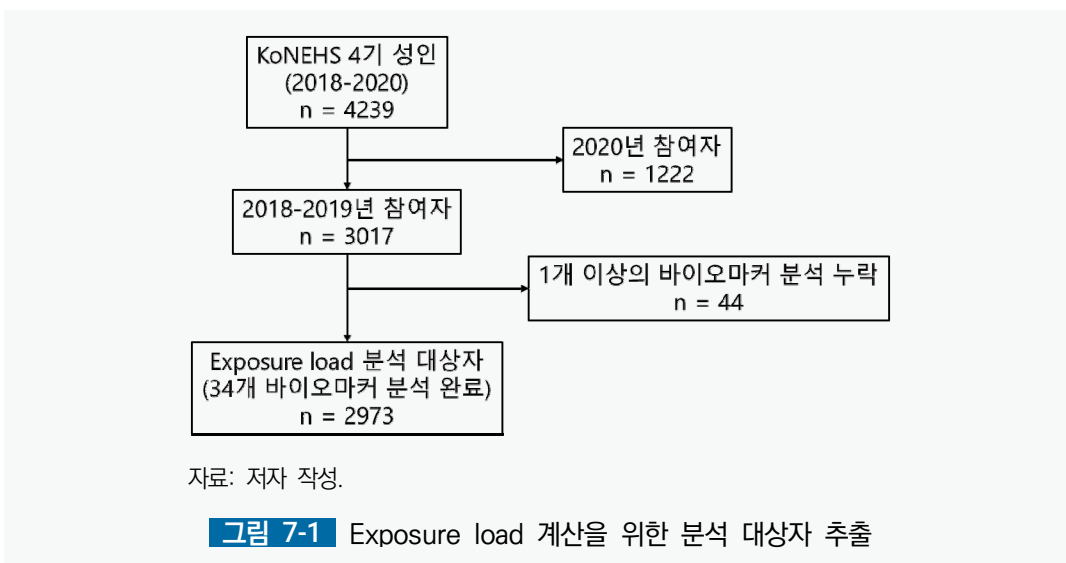 KoNEHS 4기 성인
(2018-2020)
n = 4239
2020년 참여자
n = 1222
2018-2019년 참여자
n = 3017
1개 이상의 바이오마커 분석 누락
n = 44
Exposure load 분석 대상자
(34개 바이오마커 분석 완료)
n = 2973
자료: 저자 작성.
그림 7-1 Exposure load 계산을 위한 분석 대상자 추출